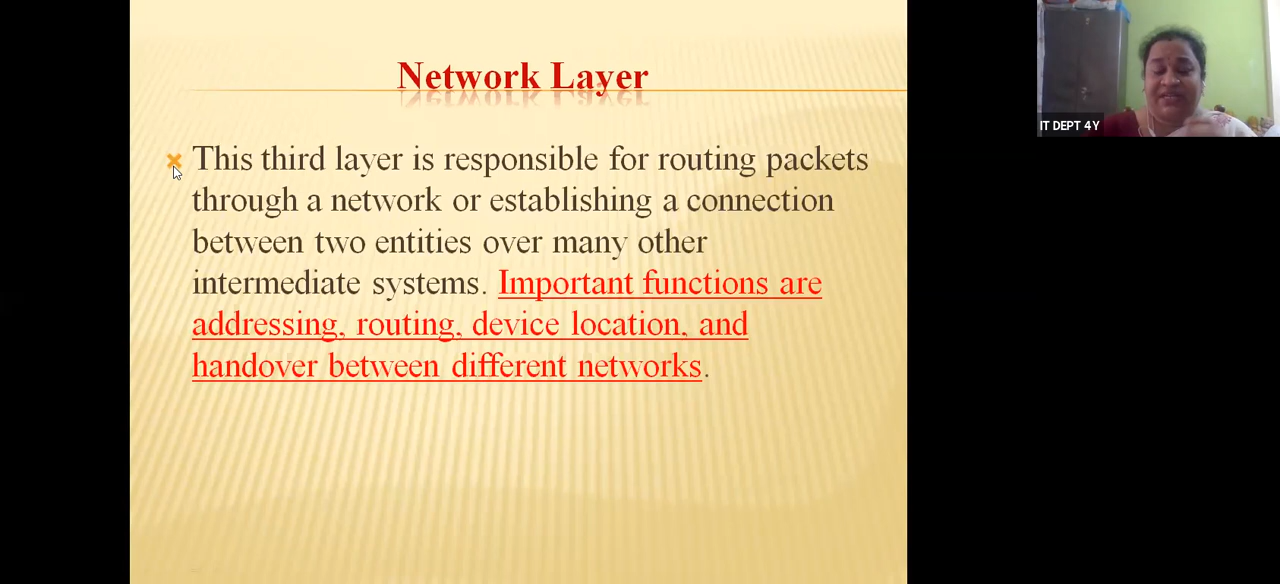 Network Layer
This third layer is responsible for routing packets
through a network or establishing a connection
between two entities over many other
intermediate systems. Important functions are
addressing, routing, device location, and
handover between different networks.
IT DEPT 4Y